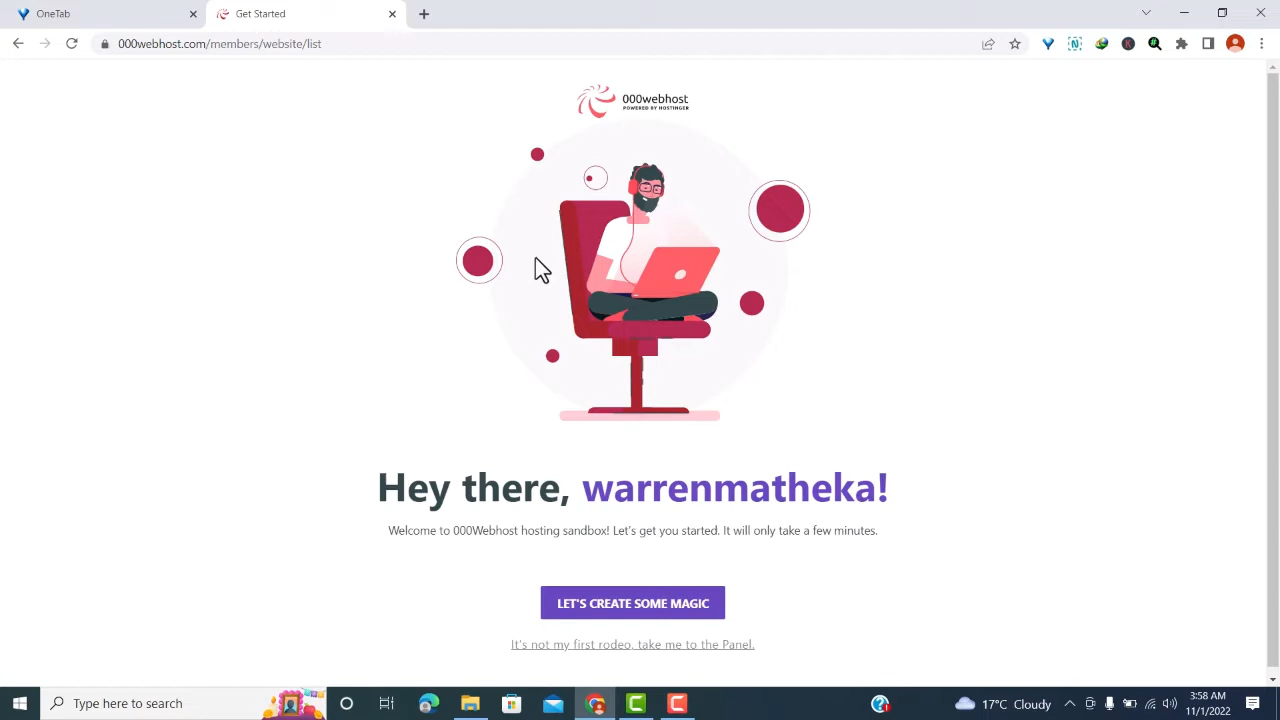 OneTab
Get Started
000webhost.com/members/website/list
000webhost
POWERED BY HOSTINGER
Hey there, warrenmatheka!
Welcome to 000Webhost hosting sandbox! Let's get you started. It will only take a few minutes.
LET'S CREATE SOME MAGIC
It's not my first rodeo, take me to the Panel.
Type here to search
17°C Cloudy
3:58 AM
11/1/2022